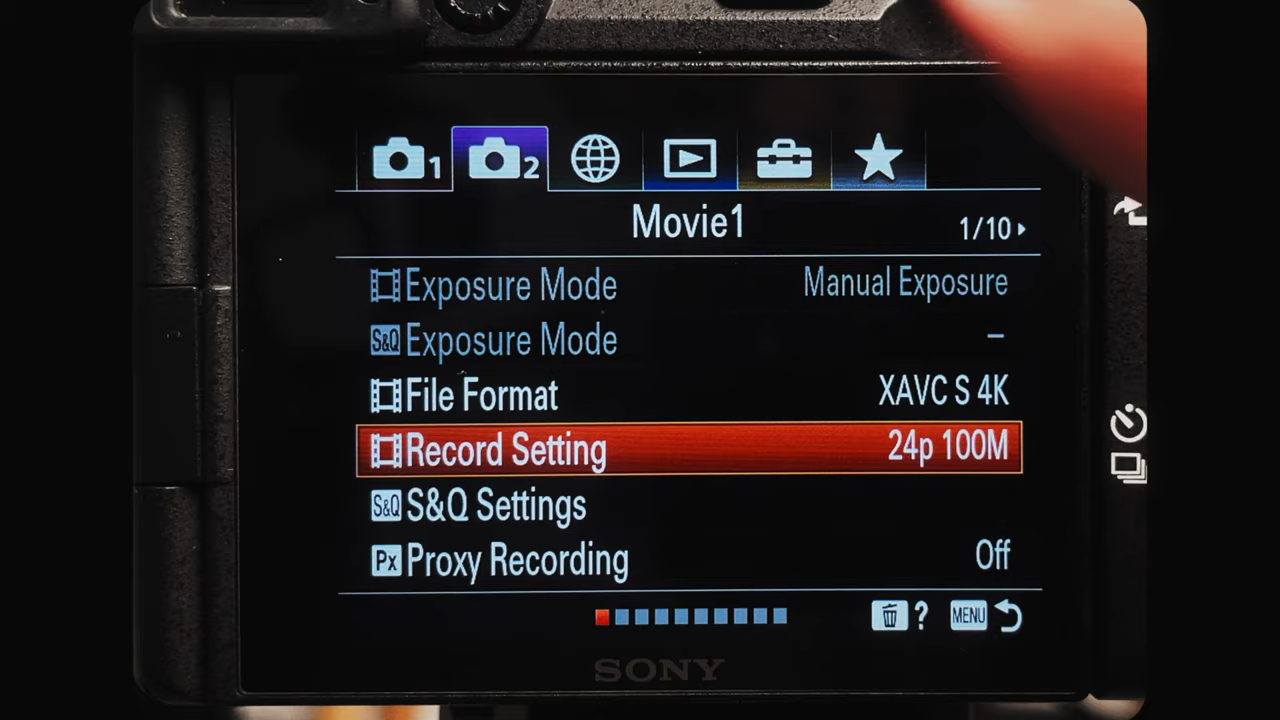 1 2
Movie1 1/10
Exposure Mode Manual Exposure
S&Q Exposure Mode –
File Format XAVC S 4K
Record Setting 24p 100M
S&Q S&Q Settings
Px Proxy Recording Off
? MENU
SONY